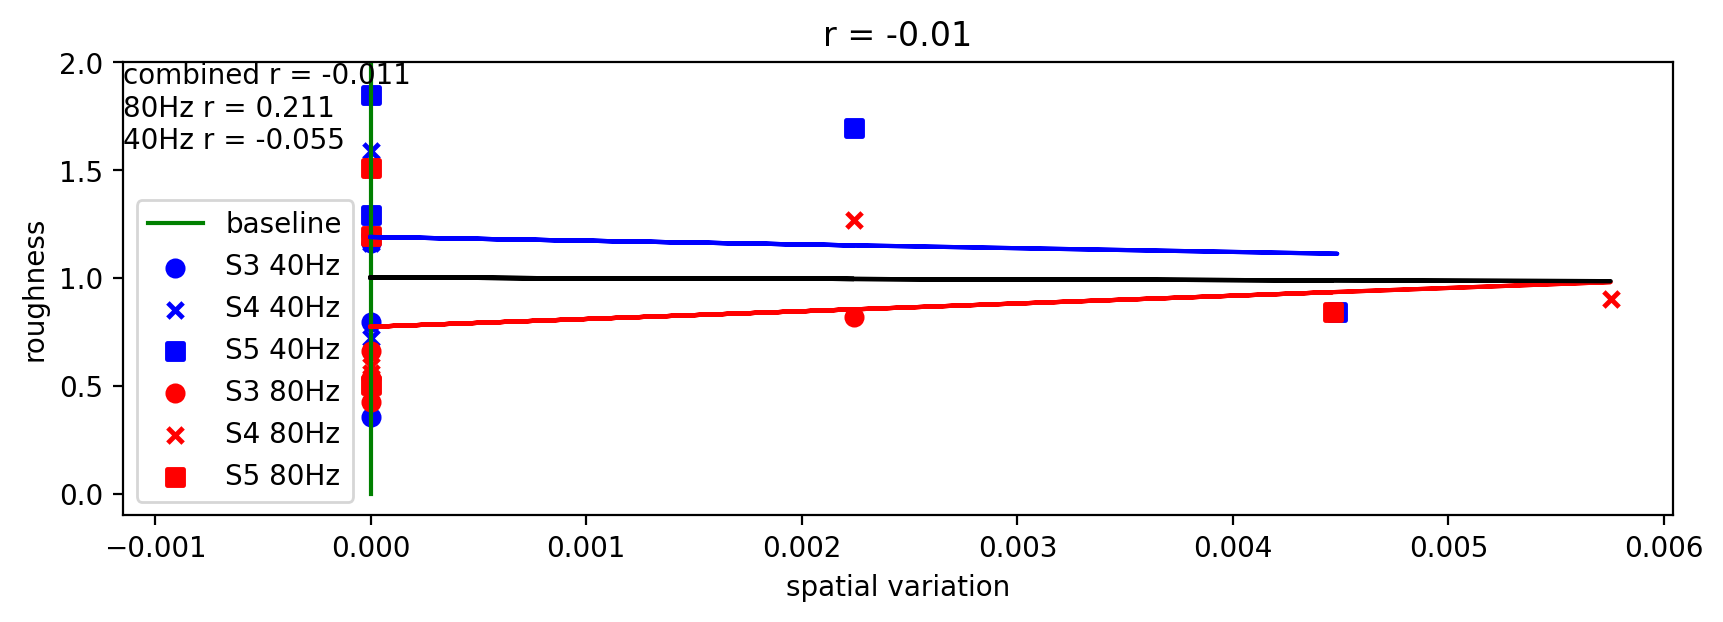 r = -0.01
combined r = -0.011
80Hz r = 0.211
40Hz r = -0.055
2.0
1.5
1.0
0.5
0.0
roughness
baseline
S3 40Hz
S4 40Hz
S5 40Hz
S3 80Hz
S4 80Hz
S5 80Hz
−0.001 0.000 0.001 0.002 0.003 0.004 0.005 0.006
spatial variation